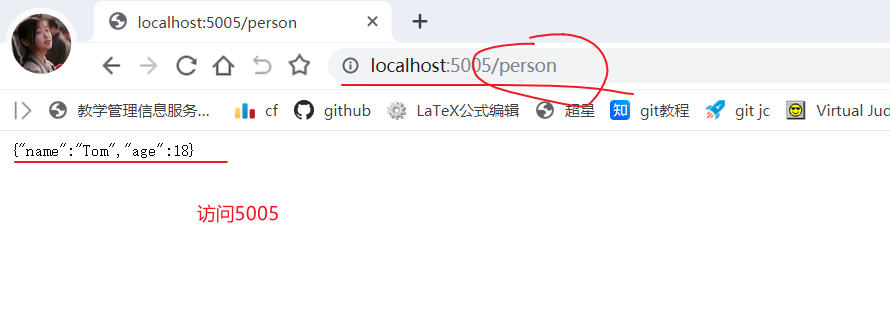 localhost:5005/person
localhost:5005/person
教学管理信息服务... cf github LaTeX公式编辑 超星 知 git教程 git jc Virtual Jud
{"name":"Tom","age":18}
访问5005